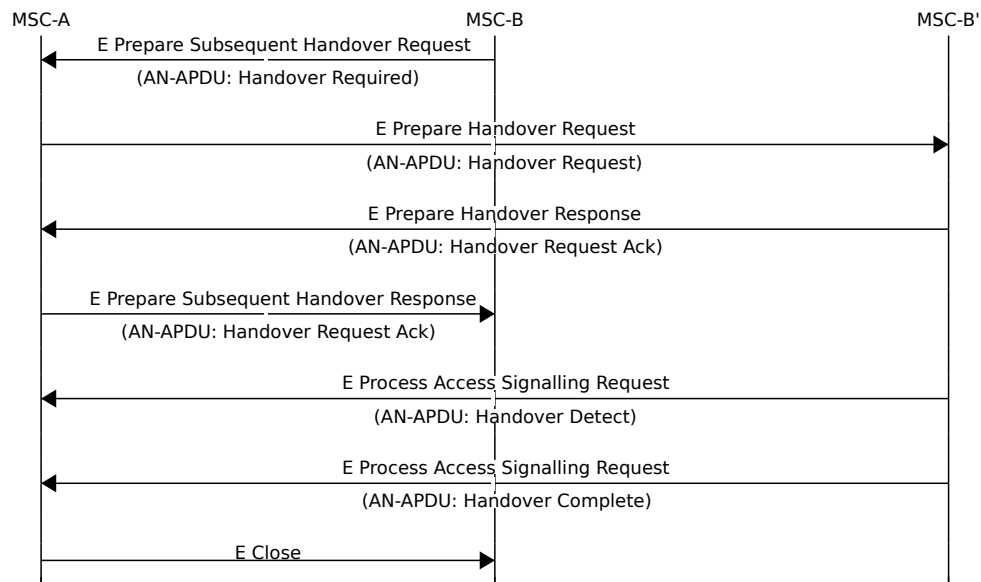 MSC-A MSC-B MSC-B'
E Prepare Subsequent Handover Request
(AN-APDU: Handover Required)
E Prepare Handover Request
(AN-APDU: Handover Request)
E Prepare Handover Response
(AN-APDU: Handover Request Ack)
E Prepare Subsequent Handover Response
(AN-APDU: Handover Request Ack)
E Process Access Signalling Request
(AN-APDU: Handover Detect)
E Process Access Signalling Request
(AN-APDU: Handover Complete)
E Close